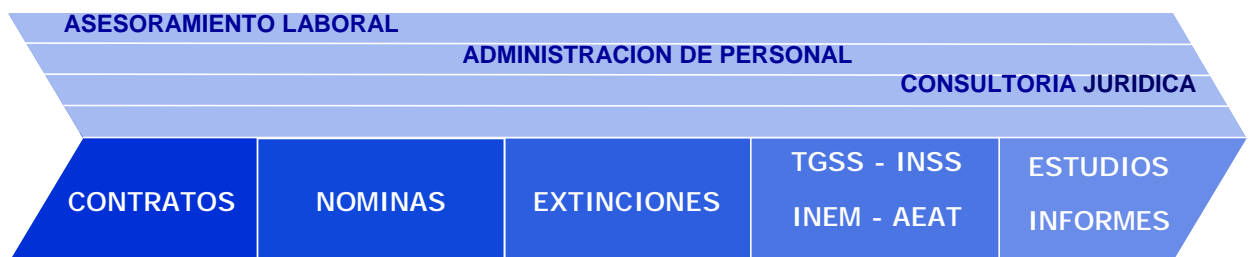 ASESORAMIENTO LABORAL
ADMINISTRACION DE PERSONAL
CONSULTORIA JURIDICA
CONTRATOS
NOMINAS
EXTINCIONES
TGSS - INSS
INEM - AEAT
ESTUDIOS
INFORMES